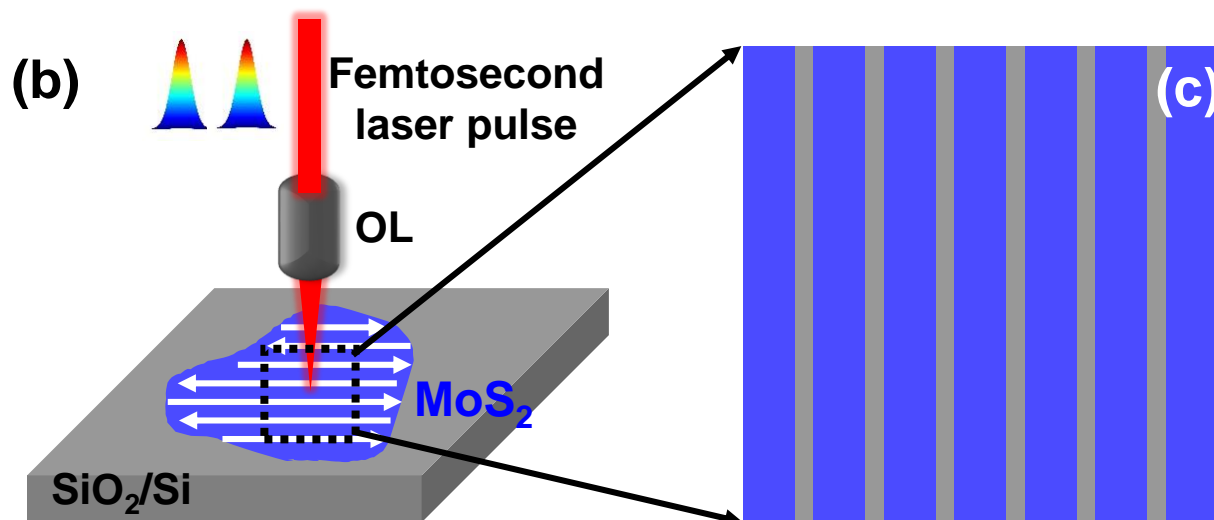 (b)
Femtosecond
laser pulse
(c)
OL
MoS₂
SiO₂/Si